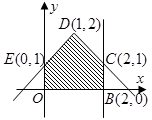 y
D(1,2)
E(0,1)
C(2,1)
x
O
B(2,0)